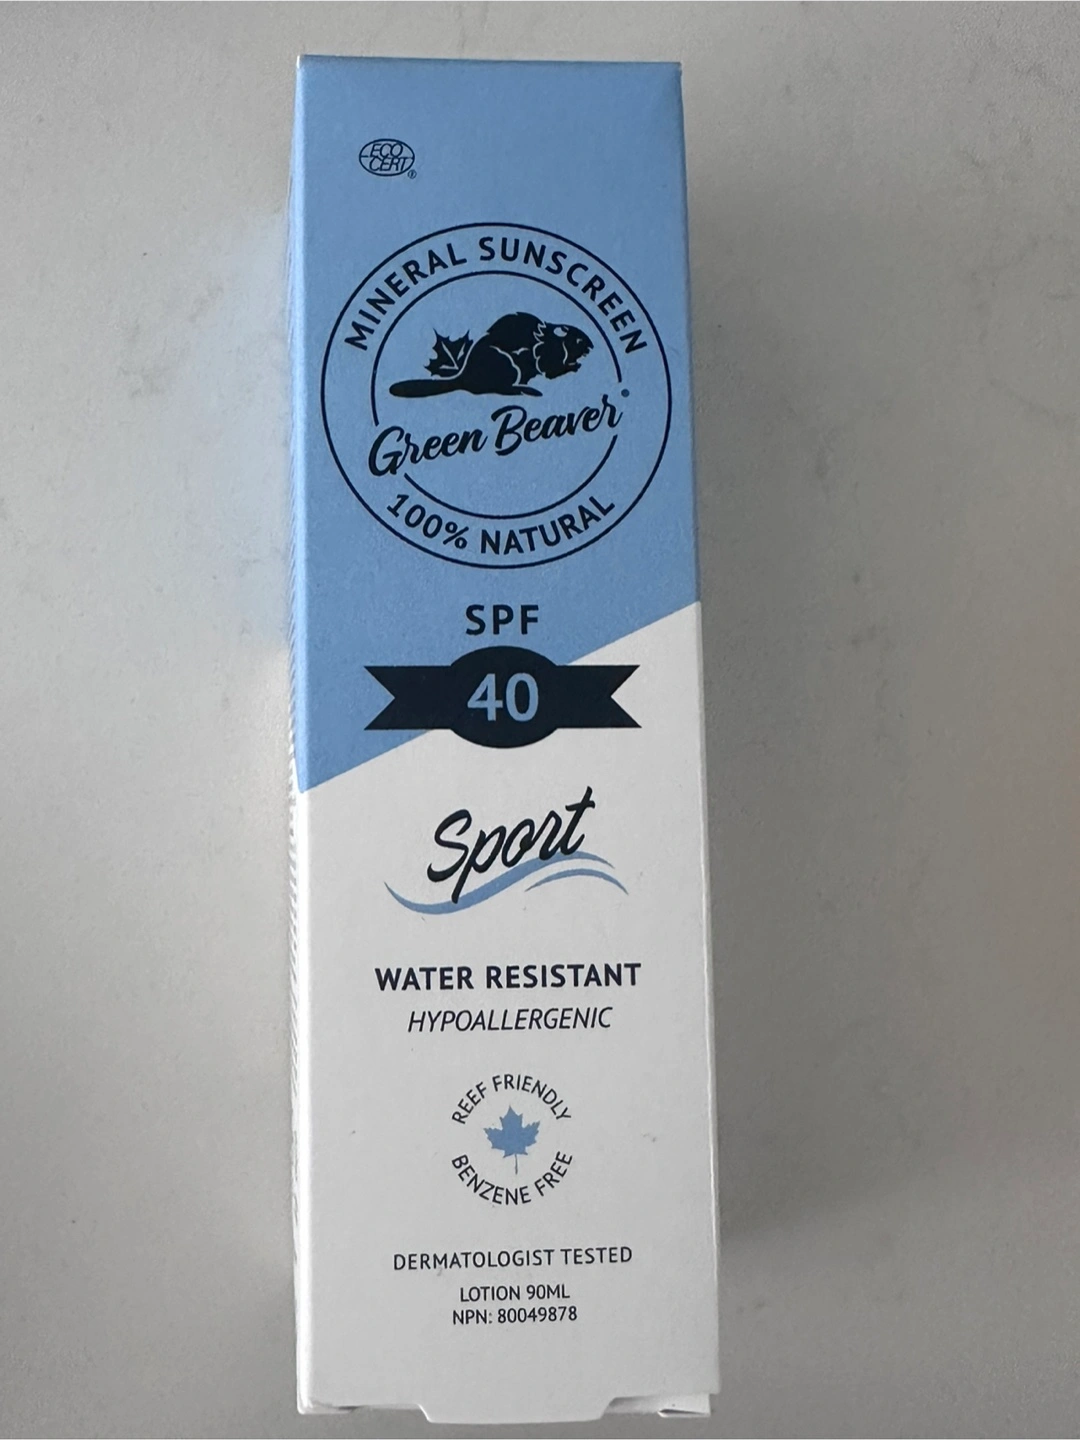 ECO
CERT®
MINERAL SUNSCREEN
Green Beaver®
100% NATURAL
SPF
40
Sport
WATER RESISTANT
HYPOALLERGENIC
REEF FRIENDLY
BENZENE FREE
DERMATOLOGIST TESTED
LOTION 90ML
NPN: 80049878